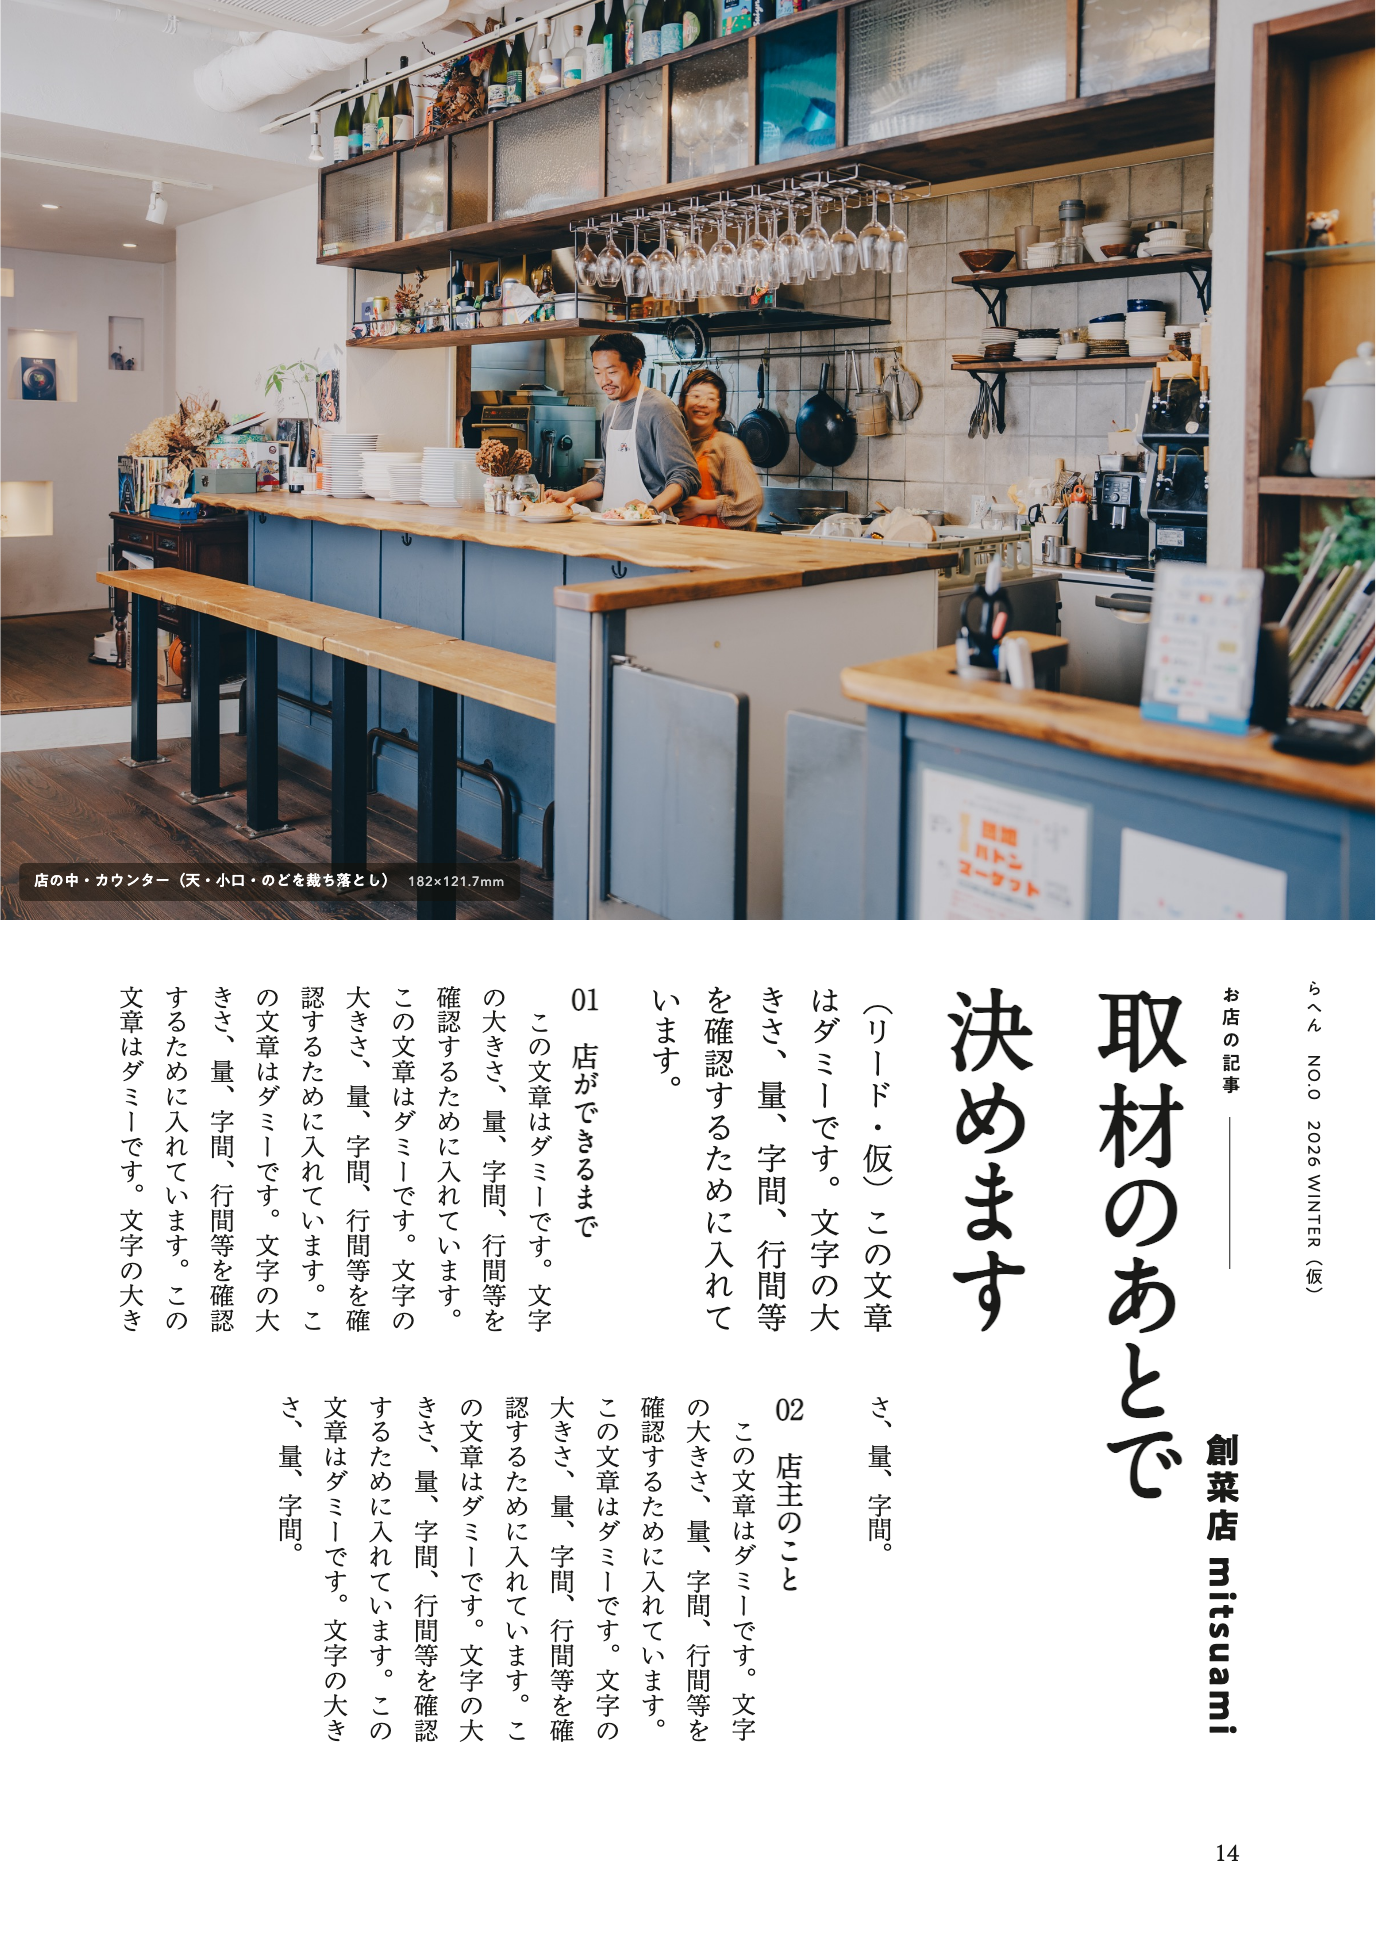 店の中・カウンター（天・小口・のどを裁ち落とし） 182×121.7mm
団地
バトン
マーケット
らへん NO.0 2026 WINTER（仮）
お店の記事
創菜店 mitsuami
取材のあとで
決めます
（リード・仮）この文章
はダミーです。文字の大
きさ、量、字間、行間等
を確認するために入れて
います。
01 店ができるまで
この文章はダミーです。文字
の大きさ、量、字間、行間等を
確認するために入れています。
この文章はダミーです。文字の
大きさ、量、字間、行間等を確
認するために入れています。こ
の文章はダミーです。文字の大
きさ、量、字間、行間等を確認
するために入れています。この
文章はダミーです。文字の大き
さ、量、字間。
02 店主のこと
この文章はダミーです。文字
の大きさ、量、字間、行間等を
確認するために入れています。
この文章はダミーです。文字の
大きさ、量、字間、行間等を確
認するために入れています。こ
の文章はダミーです。文字の大
きさ、量、字間、行間等を確認
するために入れています。この
文章はダミーです。文字の大き
さ、量、字間。
14